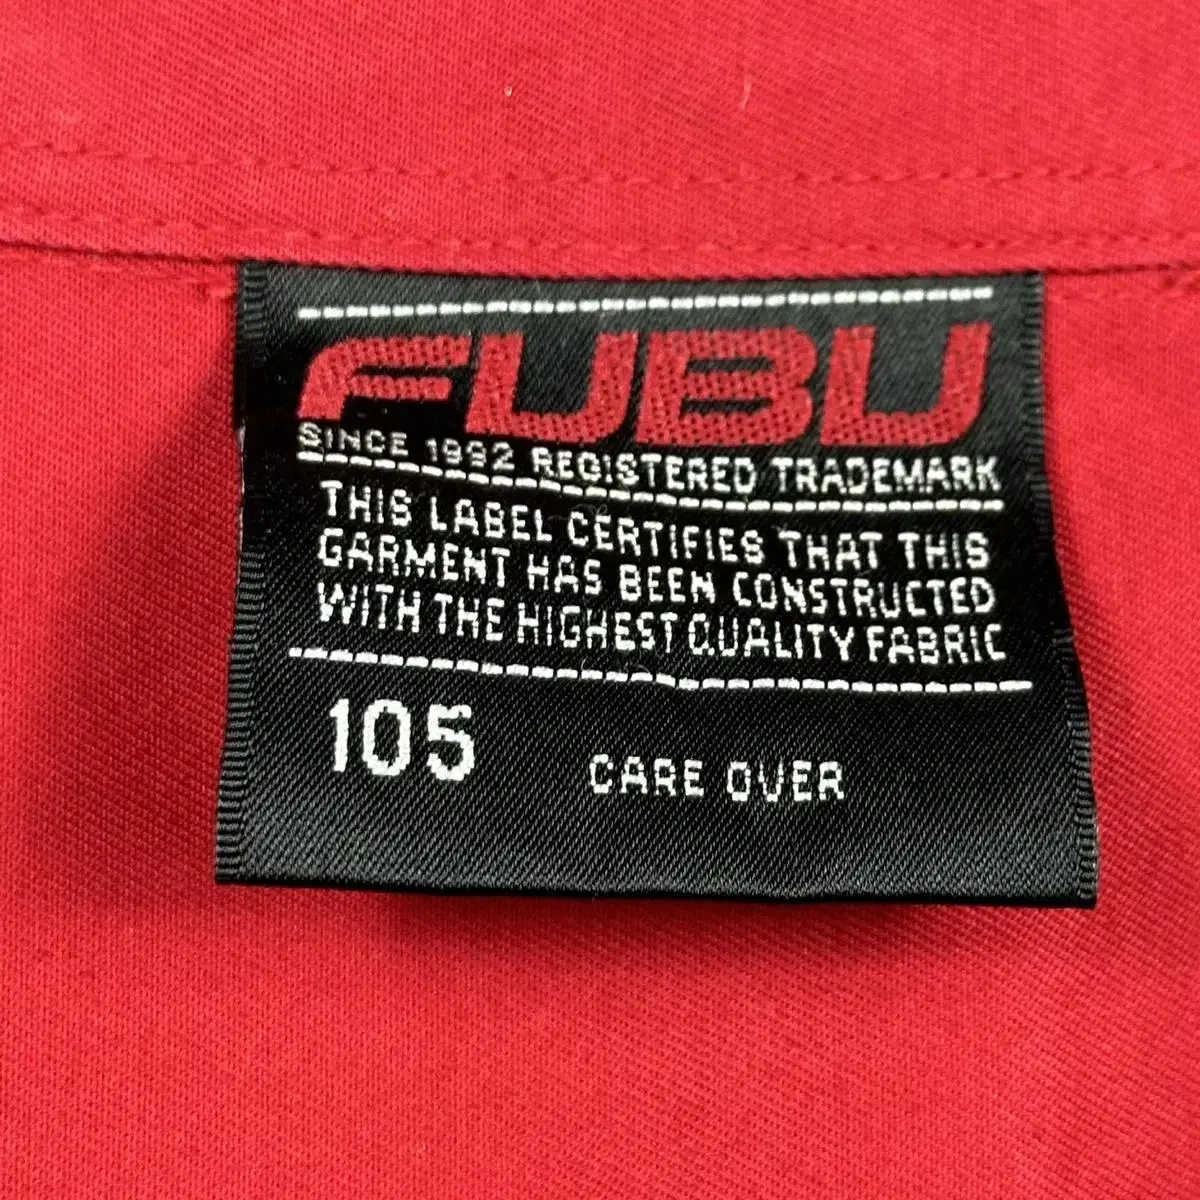 FUBU
SINCE 1992 REGISTERED TRADEMARK
THIS LABEL CERTIFIES THAT THIS
GARMENT HAS BEEN CONSTRUCTED
WITH THE HIGHEST QUALITY FABRIC
105
CARE OVER